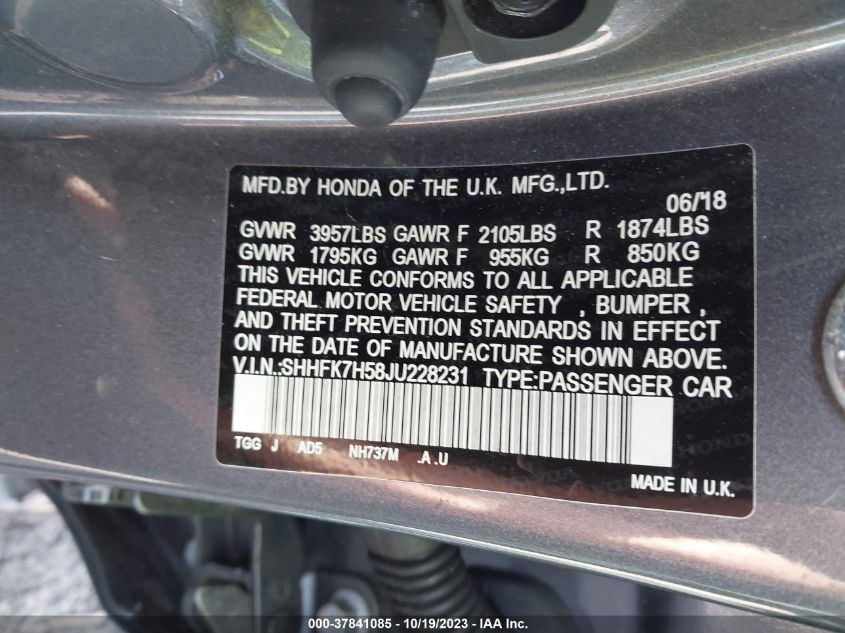 MFD.BY HONDA OF THE U.K. MFG.,LTD.
06/'18
GVWR 3957LBS GAWR F 2105LBS R 1874LBS
GVWR 1795KG GAWR F 955KG R 850KG
THIS VEHICLE CONFORMS TO ALL APPLICABLE
FEDERAL MOTOR VEHICLE SAFETY , BUMPER ,
AND THEFT PREVENTION STANDARDS IN EFFECT
ON THE DATE OF MANUFACTURE SHOWN ABOVE.
V.I.N.:SHHFK7H58JU228231 TYPE:PASSENGER CAR
TGG J AD5 NH737M .A .U
MADE IN U.K.
000-37841085 - 10/19/2023 - IAA Inc.